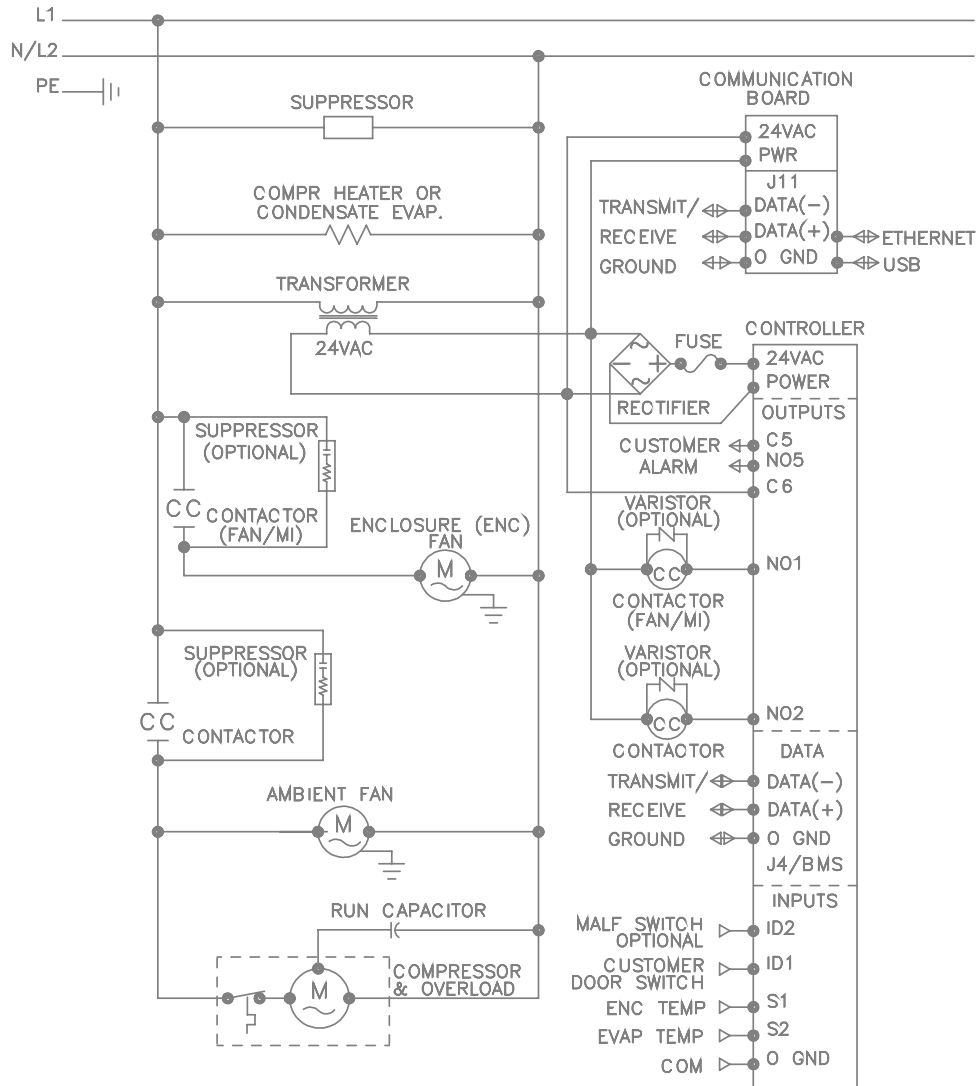 L1
N/L2
PE
SUPPRESSOR
COMPR HEATER OR
CONDENSATE EVAP.
TRANSFORMER
24VAC
SUPPRESSOR
(OPTIONAL)
CC
CONTACTOR
(FAN/MI)
ENCLOSURE (ENC)
FAN
M
SUPPRESSOR
(OPTIONAL)
CC
CONTACTOR
AMBIENT FAN
M
RUN CAPACITOR
M
COMPRESSOR
& OVERLOAD
COMMUNICATION
BOARD
24VAC
PWR
J11
TRANSMIT/
DATA(-)
RECEIVE
DATA(+)
ETHERNET
GROUND
O GND
USB
CONTROLLER
FUSE
24VAC
POWER
- +
RECTIFIER
OUTPUTS
CUSTOMER
ALARM
C5
NO5
C6
VARISTOR
(OPTIONAL)
CC
NO1
CONTACTOR
(FAN/MI)
VARISTOR
(OPTIONAL)
CC
NO2
CONTACTOR
DATA
TRANSMIT/
DATA(-)
RECEIVE
DATA(+)
GROUND
O GND
J4/BMS
INPUTS
MALF SWITCH
OPTIONAL
ID2
CUSTOMER
DOOR SWITCH
ID1
ENC TEMP
S1
EVAP TEMP
S2
COM
O GND